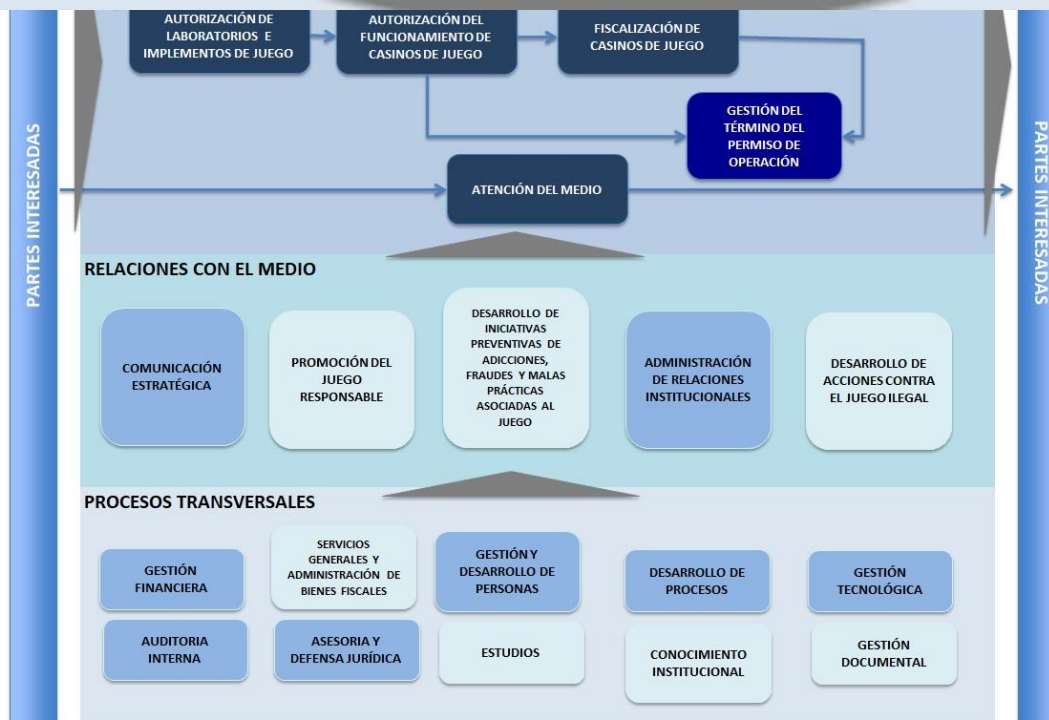 AUTORIZACIÓN DE
LABORATORIOS E
IMPLEMENTOS DE JUEGO
AUTORIZACIÓN DEL
FUNCIONAMIENTO DE
CASINOS DE JUEGO
FISCALIZACIÓN DE
CASINOS DE JUEGO
GESTIÓN DEL
TÉRMINO DEL
PERMISO DE
OPERACIÓN
ATENCIÓN DEL MEDIO
PARTES INTERESADAS
PARTES INTERESADAS
RELACIONES CON EL MEDIO
COMUNICACIÓN
ESTRATÉGICA
PROMOCIÓN DEL
JUEGO
RESPONSABLE
DESARROLLO DE
INICIATIVAS
PREVENTIVAS DE
ADICCIONES,
FRAUDES Y MALAS
PRÁCTICAS
ASOCIADAS AL
JUEGO
ADMINISTRACIÓN
DE RELACIONES
INSTITUCIONALES
DESARROLLO DE
ACCIONES CONTRA
EL JUEGO ILEGAL
PROCESOS TRANSVERSALES
GESTIÓN
FINANCIERA
SERVICIOS
GENERALES Y
ADMINISTRACIÓN DE
BIENES FISCALES
GESTIÓN Y
DESARROLLO DE
PERSONAS
DESARROLLO DE
PROCESOS
GESTIÓN
TECNOLÓGICA
AUDITORIA
INTERNA
ASESORIA Y
DEFENSA JURÍDICA
ESTUDIOS
CONOCIMIENTO
INSTITUCIONAL
GESTIÓN
DOCUMENTAL